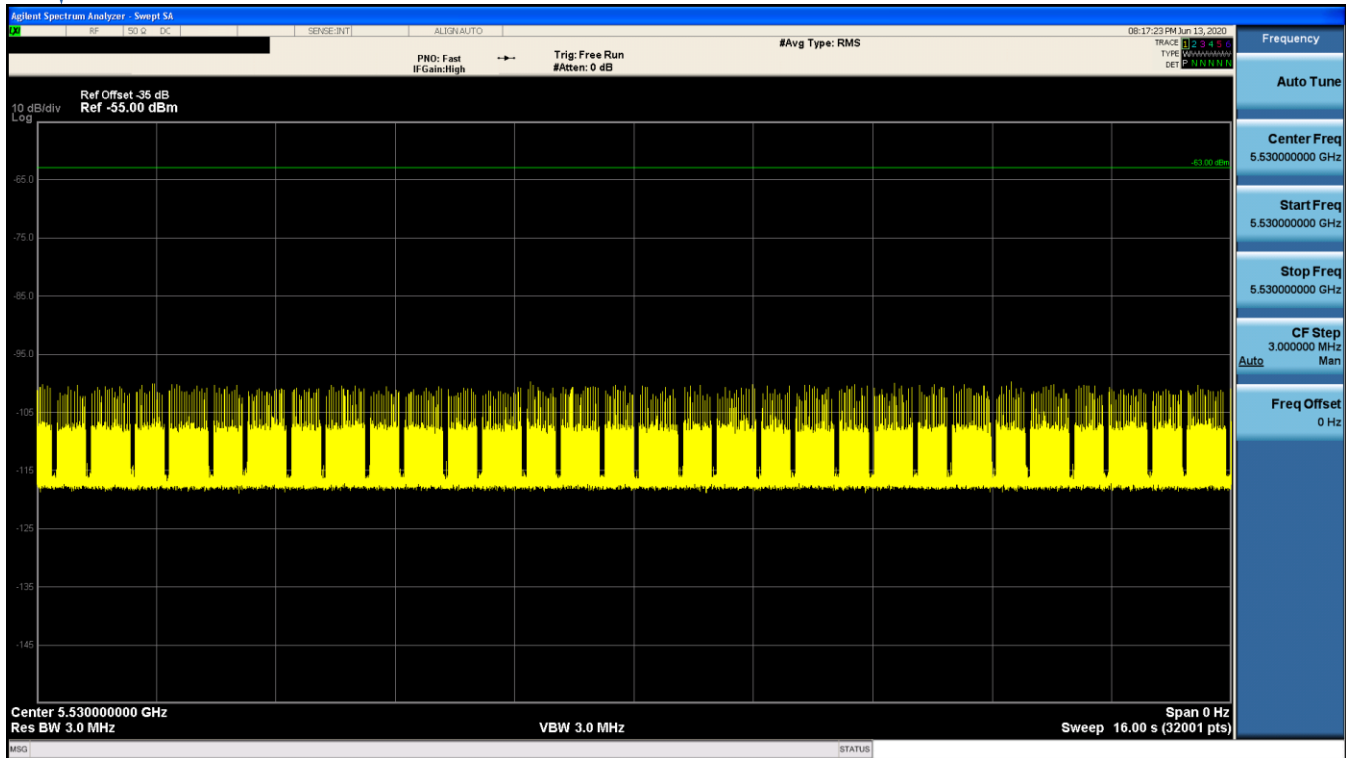 Agilent Spectrum Analyzer - Swept SA
RF 50 Ω DC SENSE:INT ALIGN AUTO 08:17:23 PM Jun 13, 2020
#Avg Type: RMS
TRACE 1 2 3 4 5 6
TYPE WWWWWW
DET P N N N N N
PNO: Fast
IFGain:High
Trig: Free Run
#Atten: 0 dB
Ref Offset -35 dB
10 dB/div Ref -55.00 dBm
Log
-63.00 dBm
-65.0
-75.0
-85.0
-95.0
-105
-115
-125
-135
-145
Center 5.530000000 GHz Span 0 Hz
Res BW 3.0 MHz VBW 3.0 MHz Sweep 16.00 s (32001 pts)
MSG STATUS
Frequency
Auto Tune
Center Freq
5.530000000 GHz
Start Freq
5.530000000 GHz
Stop Freq
5.530000000 GHz
CF Step
3.000000 MHz
Auto Man
Freq Offset
0 Hz